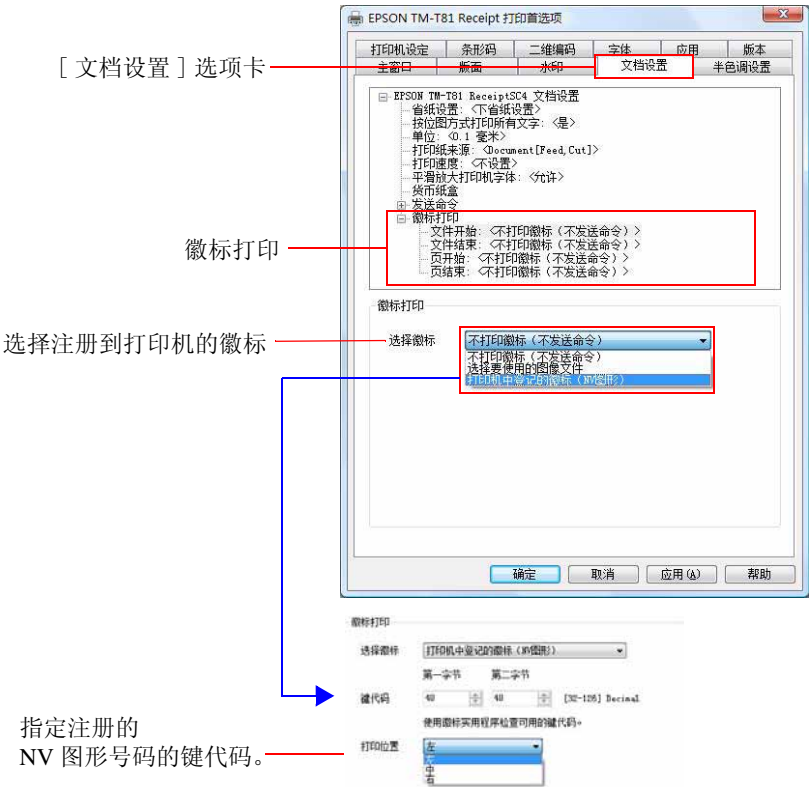 EPSON TM-T81 Receipt 打印首选项
打印机设定 条形码 二维编码 字体 应用 版本
主窗口 版面 水印 文档设置 半色调设置
[ 文档设置 ] 选项卡
EPSON TM-T81 ReceiptSC4 文档设置
省纸设置: <下省纸设置>
按位图方式打印所有文字: <是>
单位: <0.1 毫米>
打印纸来源: <Document[Feed,Cut]>
打印速度: <不设置>
平滑放大打印机字体: <允许>
货币纸盒
发送命令
徽标打印
文件开始: <不打印徽标（不发送命令）>
文件结束: <不打印徽标（不发送命令）>
页开始: <不打印徽标（不发送命令）>
页结束: <不打印徽标（不发送命令）>
徽标打印
徽标打印
选择注册到打印机的徽标
选择徽标 不打印徽标（不发送命令）
不打印徽标（不发送命令）
选择要使用的图像文件
打印机中登记的徽标（NV图形）
确定 取消 应用(A) 帮助
徽标打印
选择徽标 打印机中登记的徽标（NV图形）
第一字节 第二字节
键代码 48 48 [32-126] Decimal
使用徽标实用程序检查可用的键代码。
打印位置 左
左
中
右
指定注册的
NV 图形号码的键代码。